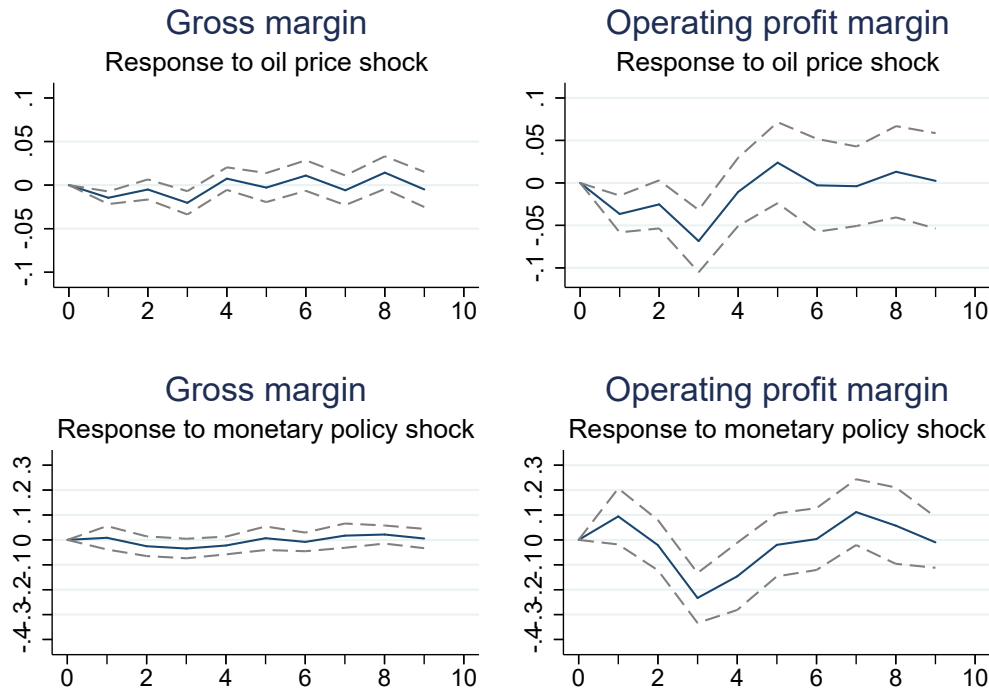 Gross margin
Response to oil price shock
.1
.05
0
-.05
-.1
0 2 4 6 8 10
Operating profit margin
Response to oil price shock
.1
.05
0
-.05
-.1
0 2 4 6 8 10
Gross margin
Response to monetary policy shock
.3
.2
.1
0
-.1
-.2
-.3
-.4
0 2 4 6 8 10
Operating profit margin
Response to monetary policy shock
.3
.2
.1
0
-.1
-.2
-.3
-.4
0 2 4 6 8 10